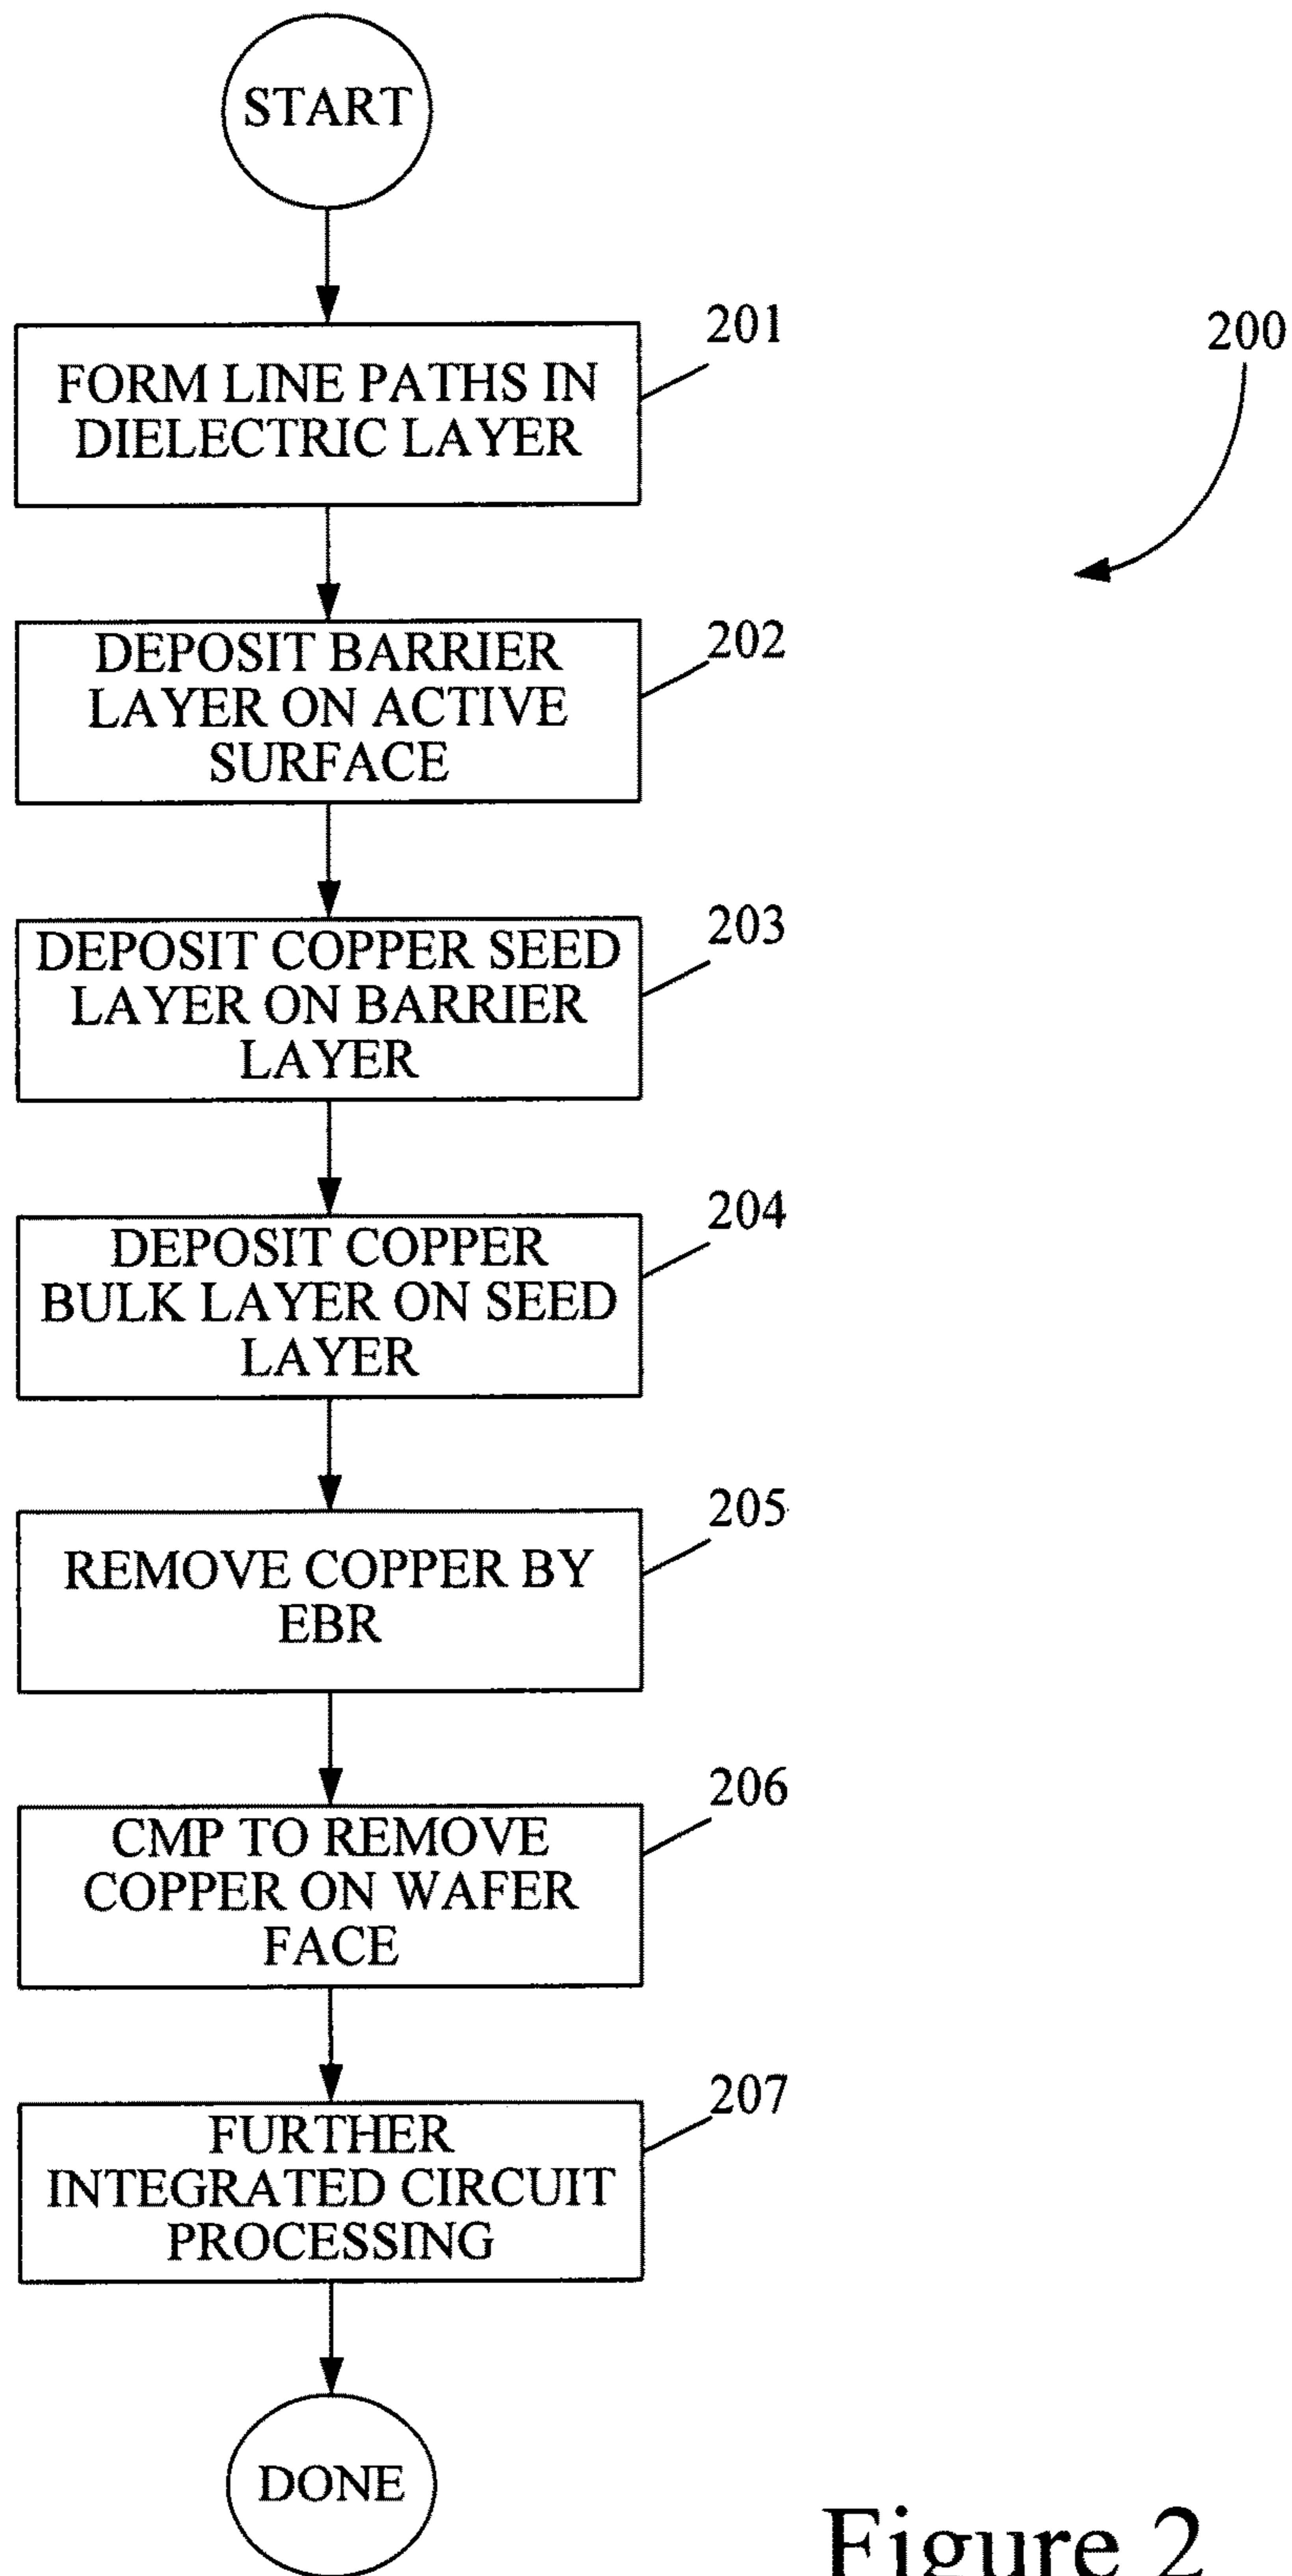 START
201
200
FORM LINE PATHS IN
DIELECTRIC LAYER
202
DEPOSIT BARRIER
LAYER ON ACTIVE
SURFACE
203
DEPOSIT COPPER SEED
LAYER ON BARRIER
LAYER
204
DEPOSIT COPPER
BULK LAYER ON SEED
LAYER
205
REMOVE COPPER BY
EBR
206
CMP TO REMOVE
COPPER ON WAFER
FACE
207
FURTHER
INTEGRATED CIRCUIT
PROCESSING
DONE
Figure 2